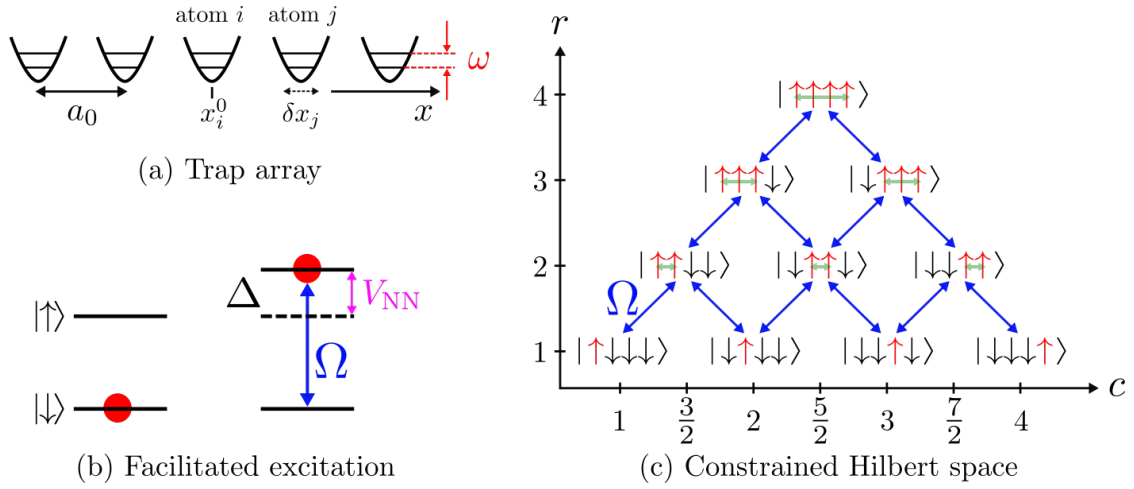 atom i atom j
ω
a₀ x_i^0 δx_j x
(a) Trap array
Δ V_NN
|↑⟩
Ω
|↓⟩
(b) Facilitated excitation
r
4 |↑↑↑↑⟩
3 |↑↑↑↓⟩ |↓↑↑↑⟩
2 |↑↑↓↓⟩ |↓↑↑↓⟩ |↓↓↑↑⟩
Ω
1 |↑↓↓↓⟩ |↓↑↓↓⟩ |↓↓↑↓⟩ |↓↓↓↑⟩
1 3/2 2 5/2 3 7/2 4 c
(c) Constrained Hilbert space